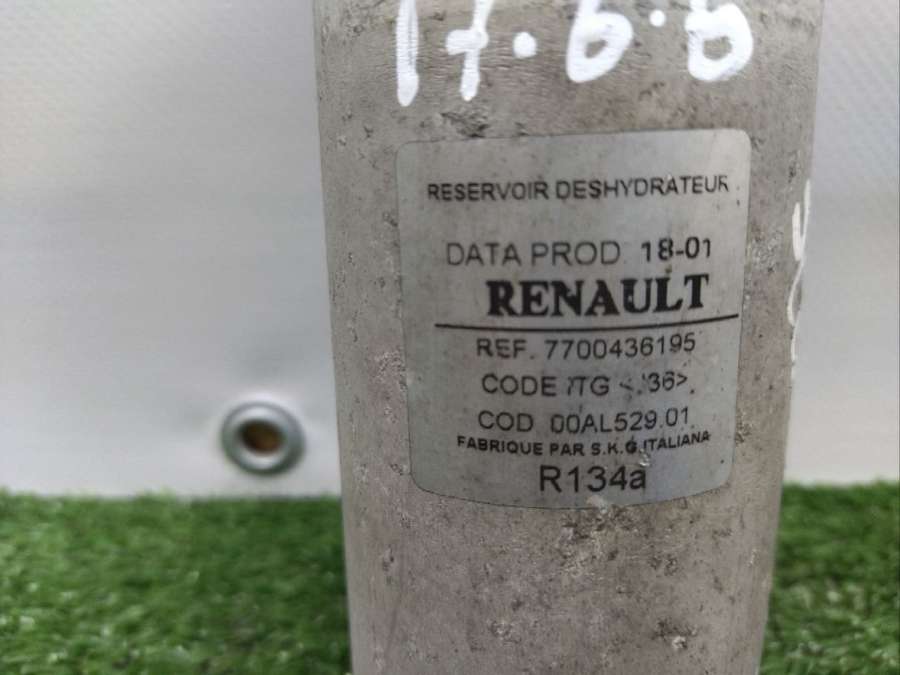 17.6.6
RESERVOIR DESHYDRATEUR
DATA PROD 18-01
RENAULT
REF. 7700436195
CODE ITG < 36>
COD 00AL529.01
FABRIQUE PAR S.K.G.ITALIANA
R134a